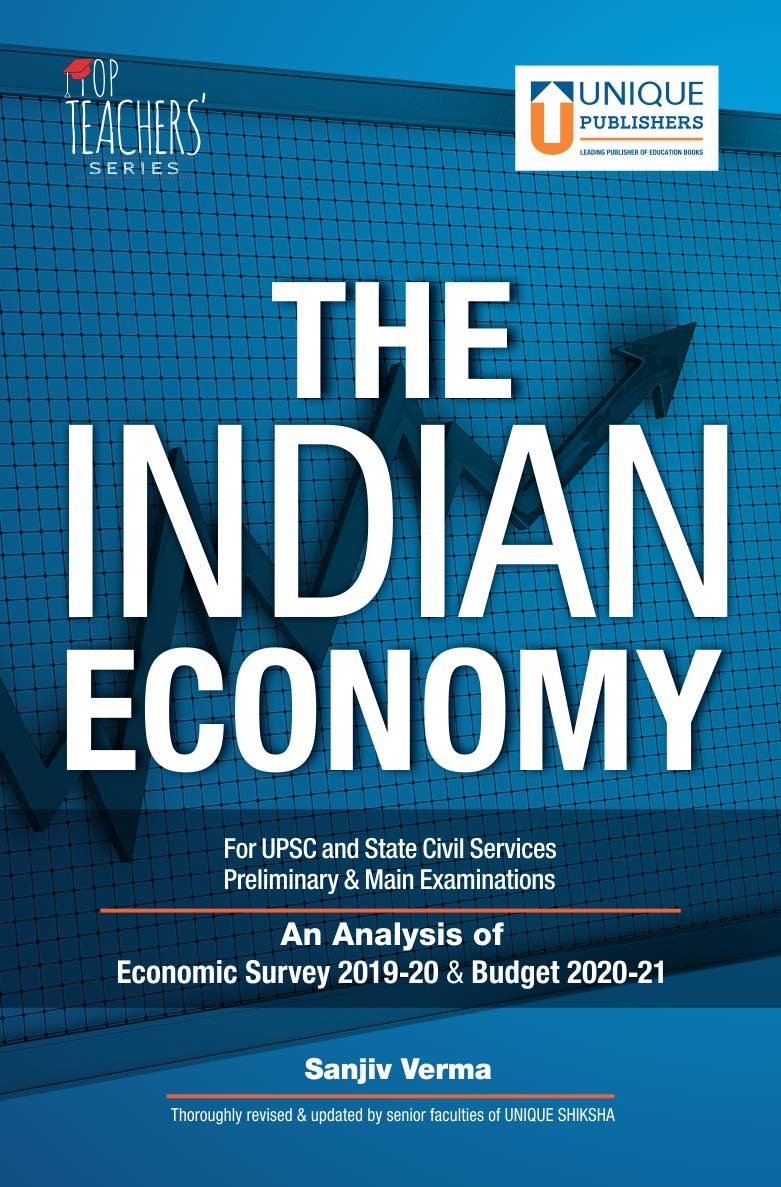 TOP
TEACHERS'
SERIES
UNIQUE
PUBLISHERS
LEADING PUBLISHER OF EDUCATION BOOKS
THE
INDIAN
ECONOMY
For UPSC and State Civil Services
Preliminary & Main Examinations
An Analysis of
Economic Survey 2019-20 & Budget 2020-21
Sanjiv Verma
Thoroughly revised & updated by senior faculties of UNIQUE SHIKSHA